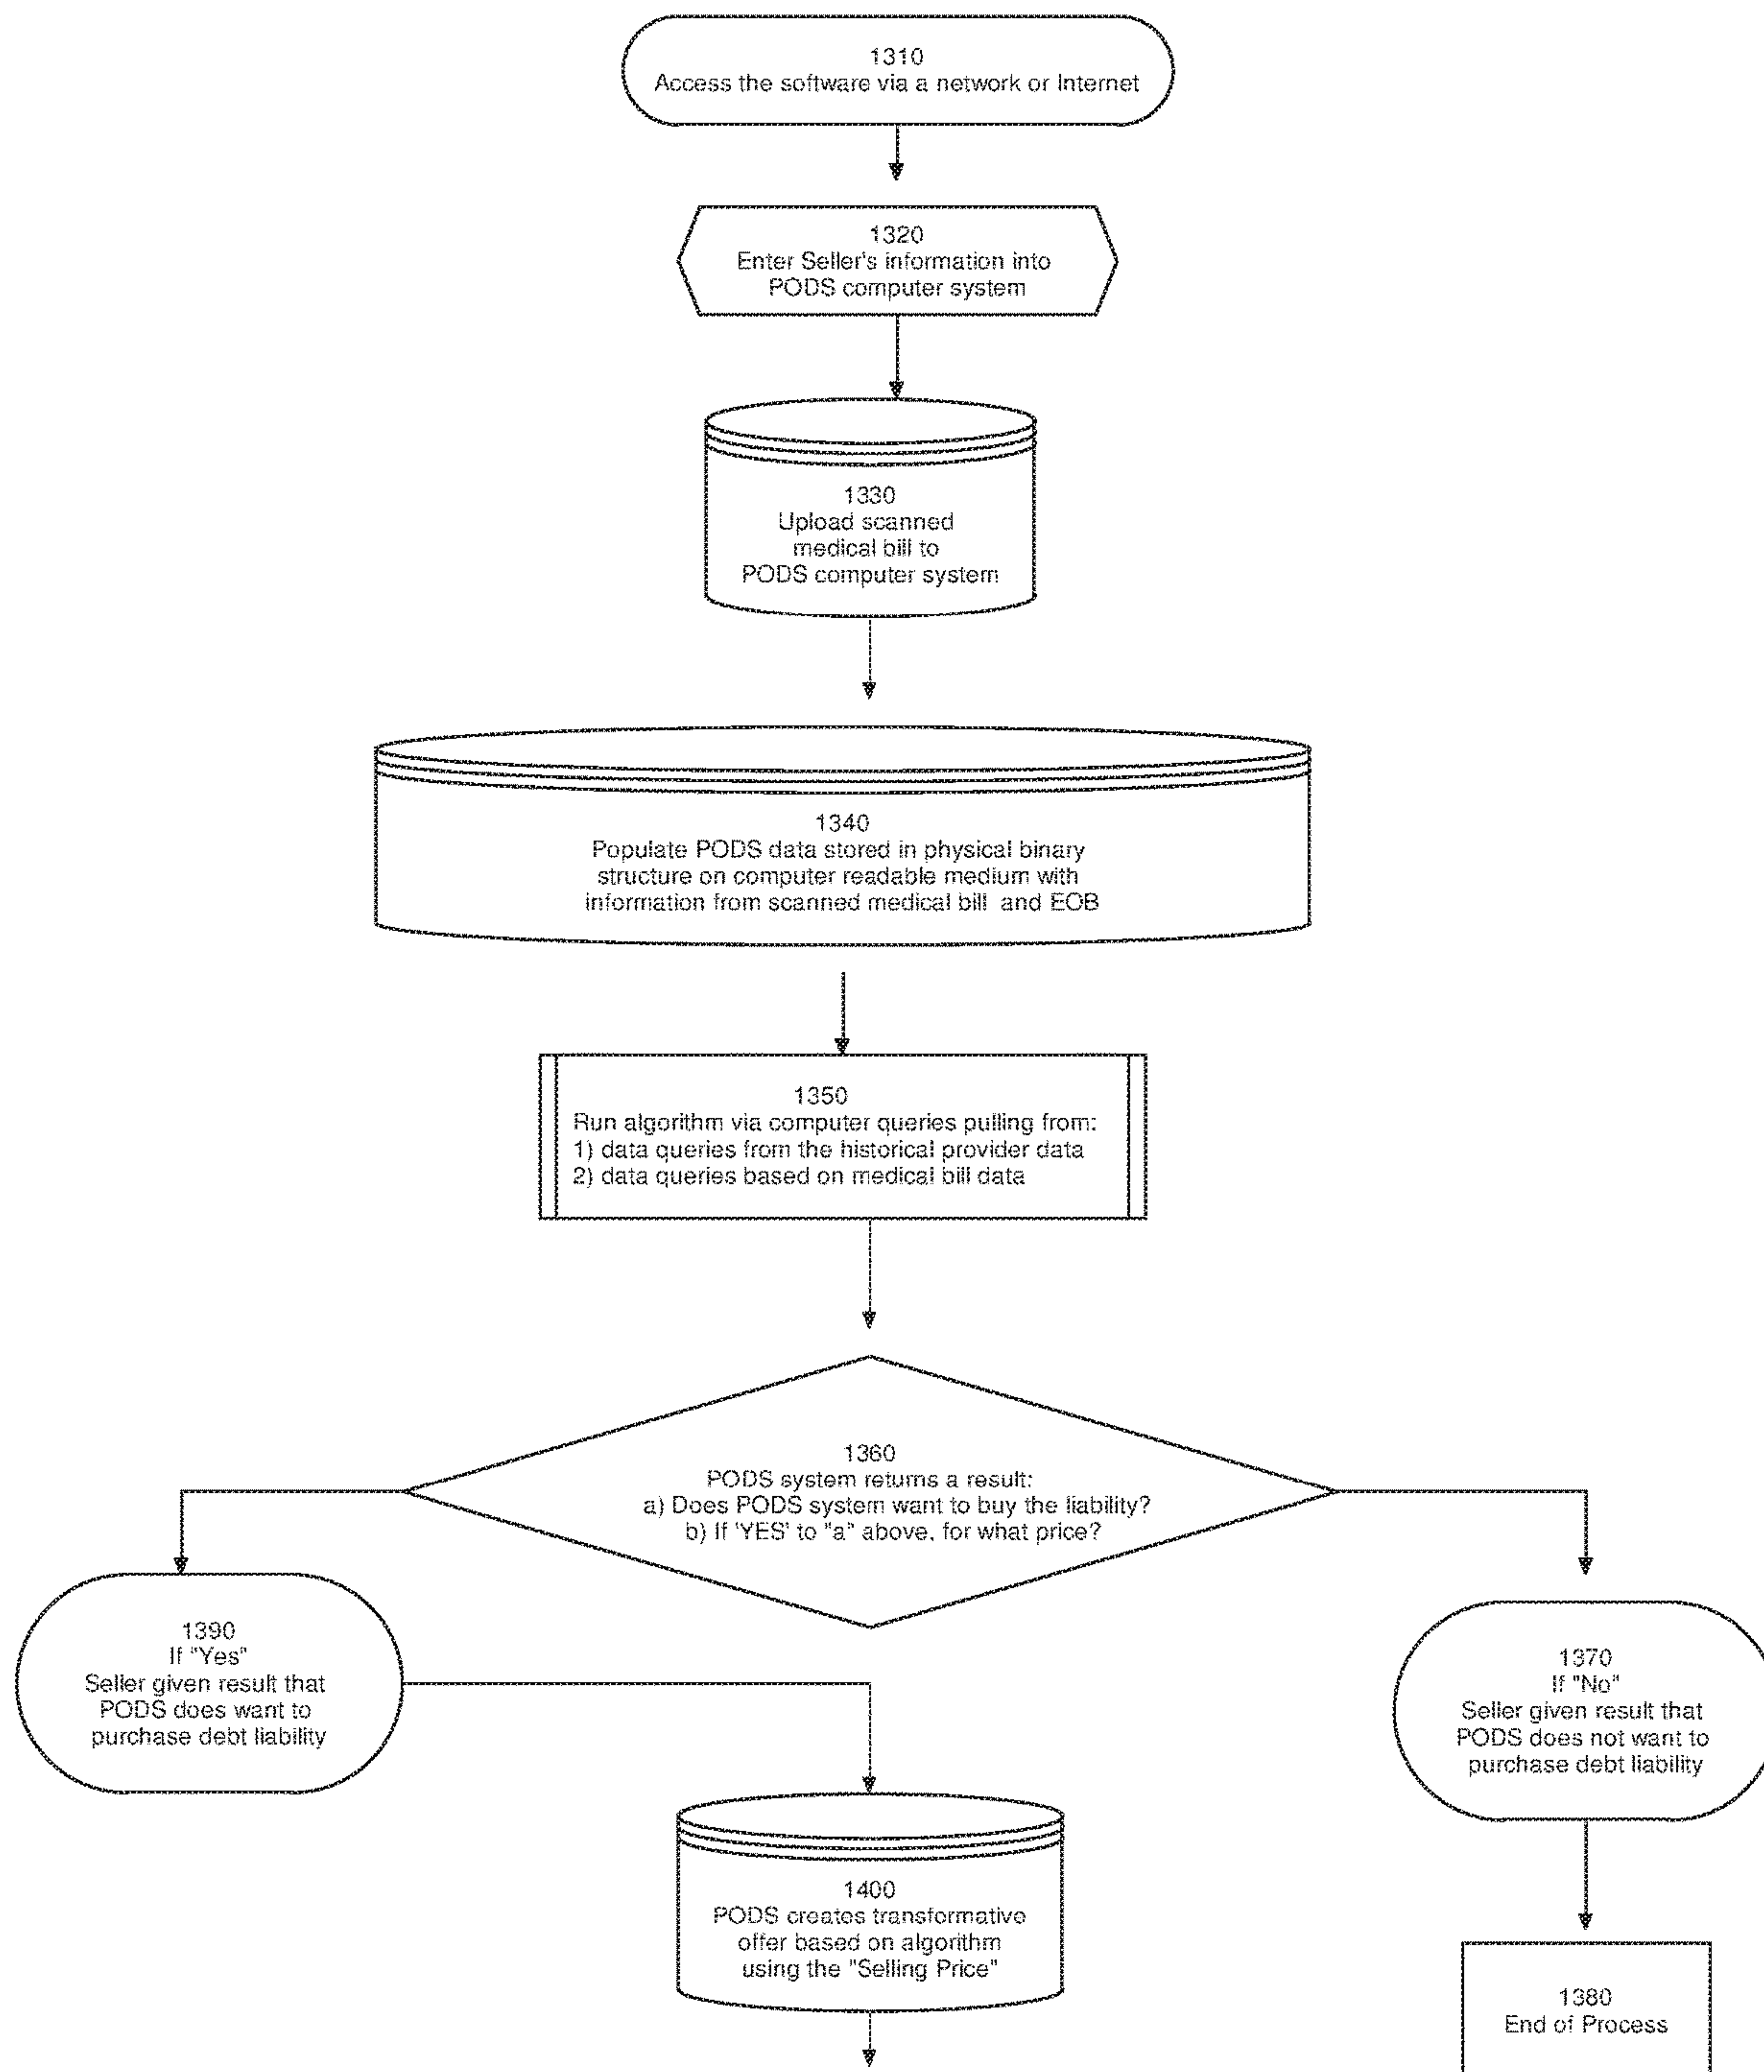 1310
Access the software via a network or Internet
1320
Enter Seller's information into
PODS computer system
1330
Upload scanned
medical bill to
PODS computer system
1340
Populate PODS data stored in physical binary
structure on computer readable medium with
information from scanned medical bill and EOB
1350
Run algorithm via computer queries pulling from:
1) data queries from the historical provider data
2) data queries based on medical bill data
1360
PODS system returns a result:
a) Does PODS system want to buy the liability?
b) If 'YES' to "a" above, for what price?
1390
If "Yes"
Seller given result that
PODS does want to
purchase debt liability
1370
If "No"
Seller given result that
PODS does not want to
purchase debt liability
1400
PODS creates transformative
offer based on algorithm
using the "Selling Price"
1380
End of Process